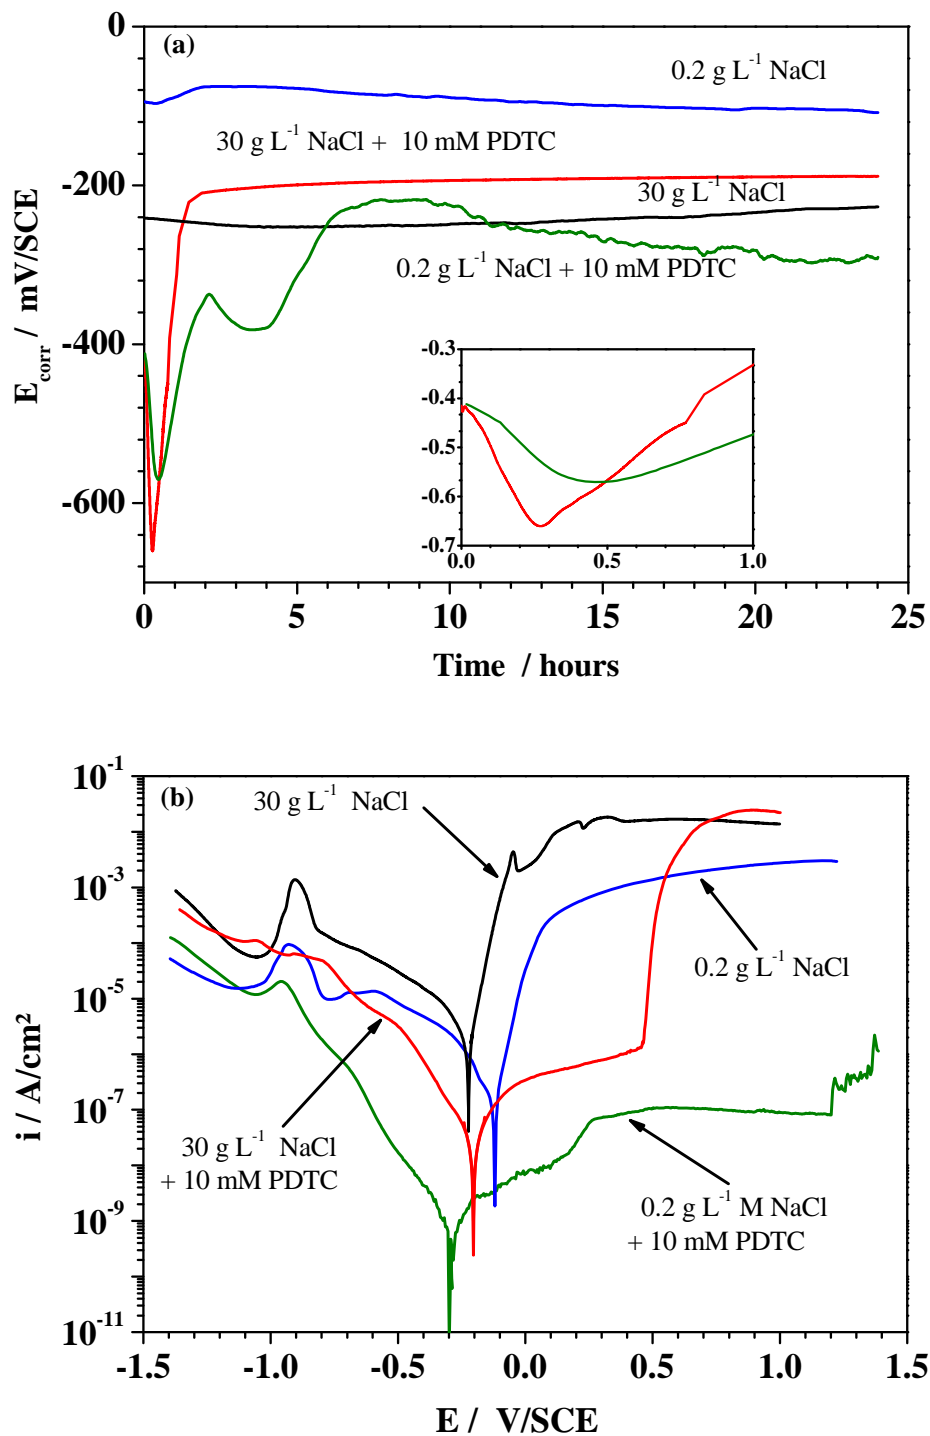 (a)
0.2 g L⁻¹ NaCl
30 g L⁻¹ NaCl + 10 mM PDTC
30 g L⁻¹ NaCl
0.2 g L⁻¹ NaCl + 10 mM PDTC
E_corr / mV/SCE
0
-200
-400
-600
-0.3
-0.4
-0.5
-0.6
-0.7
0.0 0.5 1.0
0 5 10 15 20 25
Time / hours
(b)
30 g L⁻¹ NaCl
0.2 g L⁻¹ NaCl
30 g L⁻¹ NaCl
+ 10 mM PDTC
0.2 g L⁻¹ M NaCl
+ 10 mM PDTC
i / A/cm²
10⁻¹
10⁻³
10⁻⁵
10⁻⁷
10⁻⁹
10⁻¹¹
-1.5 -1.0 -0.5 0.0 0.5 1.0 1.5
E / V/SCE